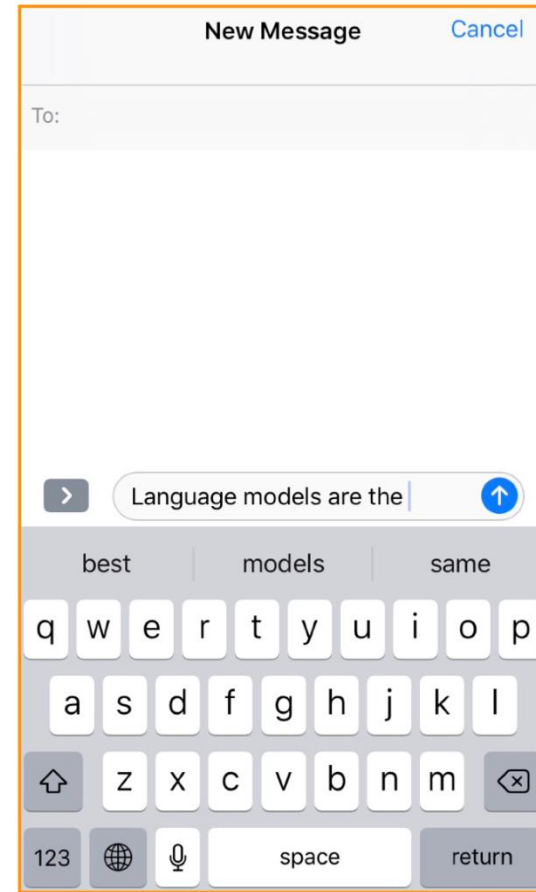 New Message Cancel
To:
Language models are the
best models same
q w e r t y u i o p
a s d f g h j k l
z x c v b n m
123 space return